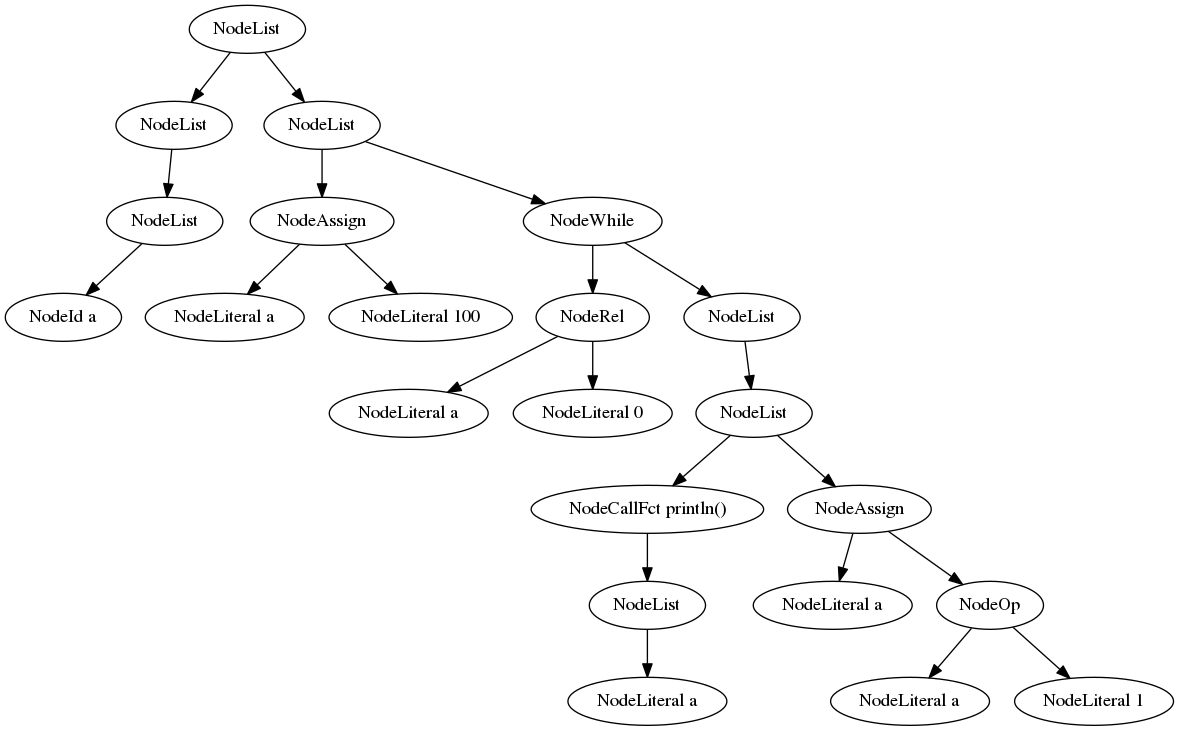 NodeList
NodeList
NodeList
NodeList
NodeAssign
NodeWhile
NodeId a
NodeLiteral a
NodeLiteral 100
NodeRel
NodeList
NodeLiteral a
NodeLiteral 0
NodeList
NodeCallFct println()
NodeAssign
NodeList
NodeLiteral a
NodeOp
NodeLiteral a
NodeLiteral a
NodeLiteral 1